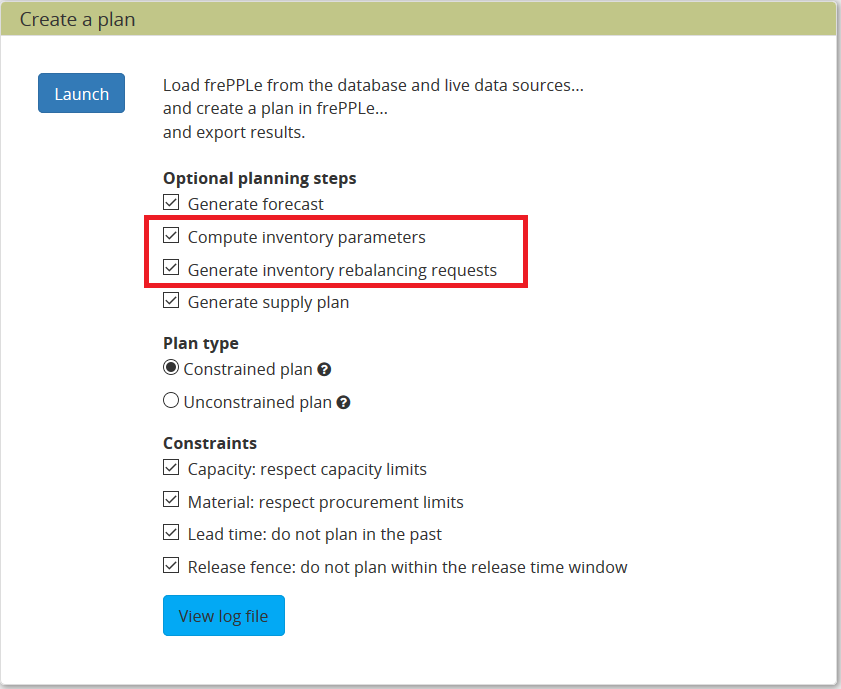 Create a plan
Launch
Load frePPLe from the database and live data sources...
and create a plan in frePPLe...
and export results.
Optional planning steps
Generate forecast
Compute inventory parameters
Generate inventory rebalancing requests
Generate supply plan
Plan type
Constrained plan ?
Unconstrained plan ?
Constraints
Capacity: respect capacity limits
Material: respect procurement limits
Lead time: do not plan in the past
Release fence: do not plan within the release time window
View log file